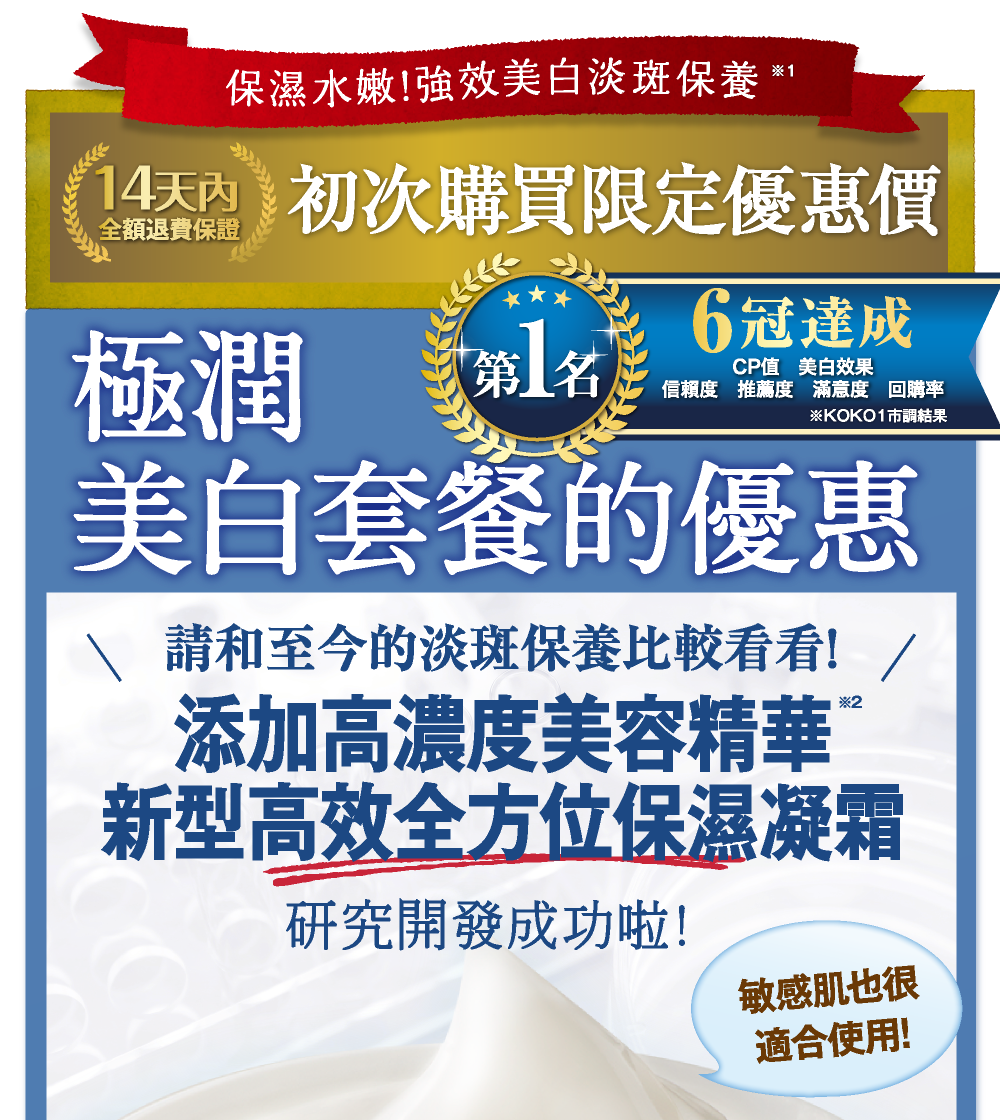 保濕水嫩!強效美白淡斑保養※1
14天內
全額退費保證
初次購買限定優惠價
第1名
6冠達成
CP值 美白效果
信賴度 推薦度 滿意度 回購率
※KOKO1市調結果
極潤
美白套餐的優惠
請和至今的淡斑保養比較看看!
添加高濃度美容精華※2
新型高效全方位保濕凝霜
研究開發成功啦!
敏感肌也很
適合使用!